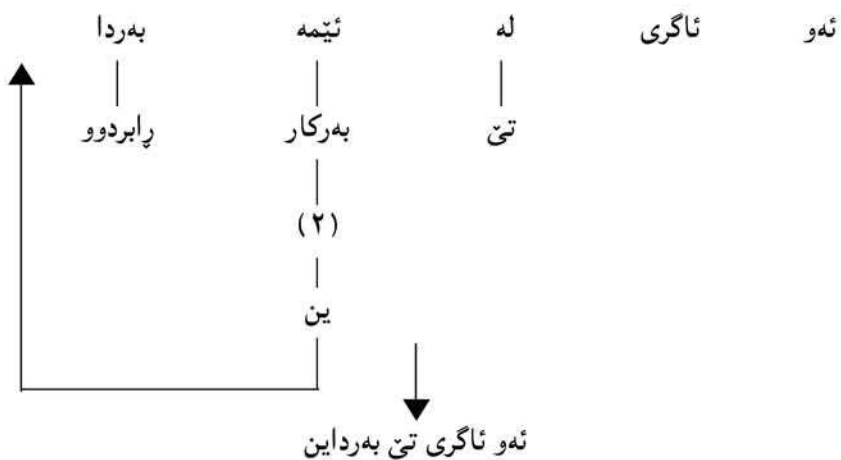 ئەو ئاگری لە ئێمە بەردا
تێ بەرکار ڕابردوو
(٢)
ین
ئەو ئاگری تێ بەرداین